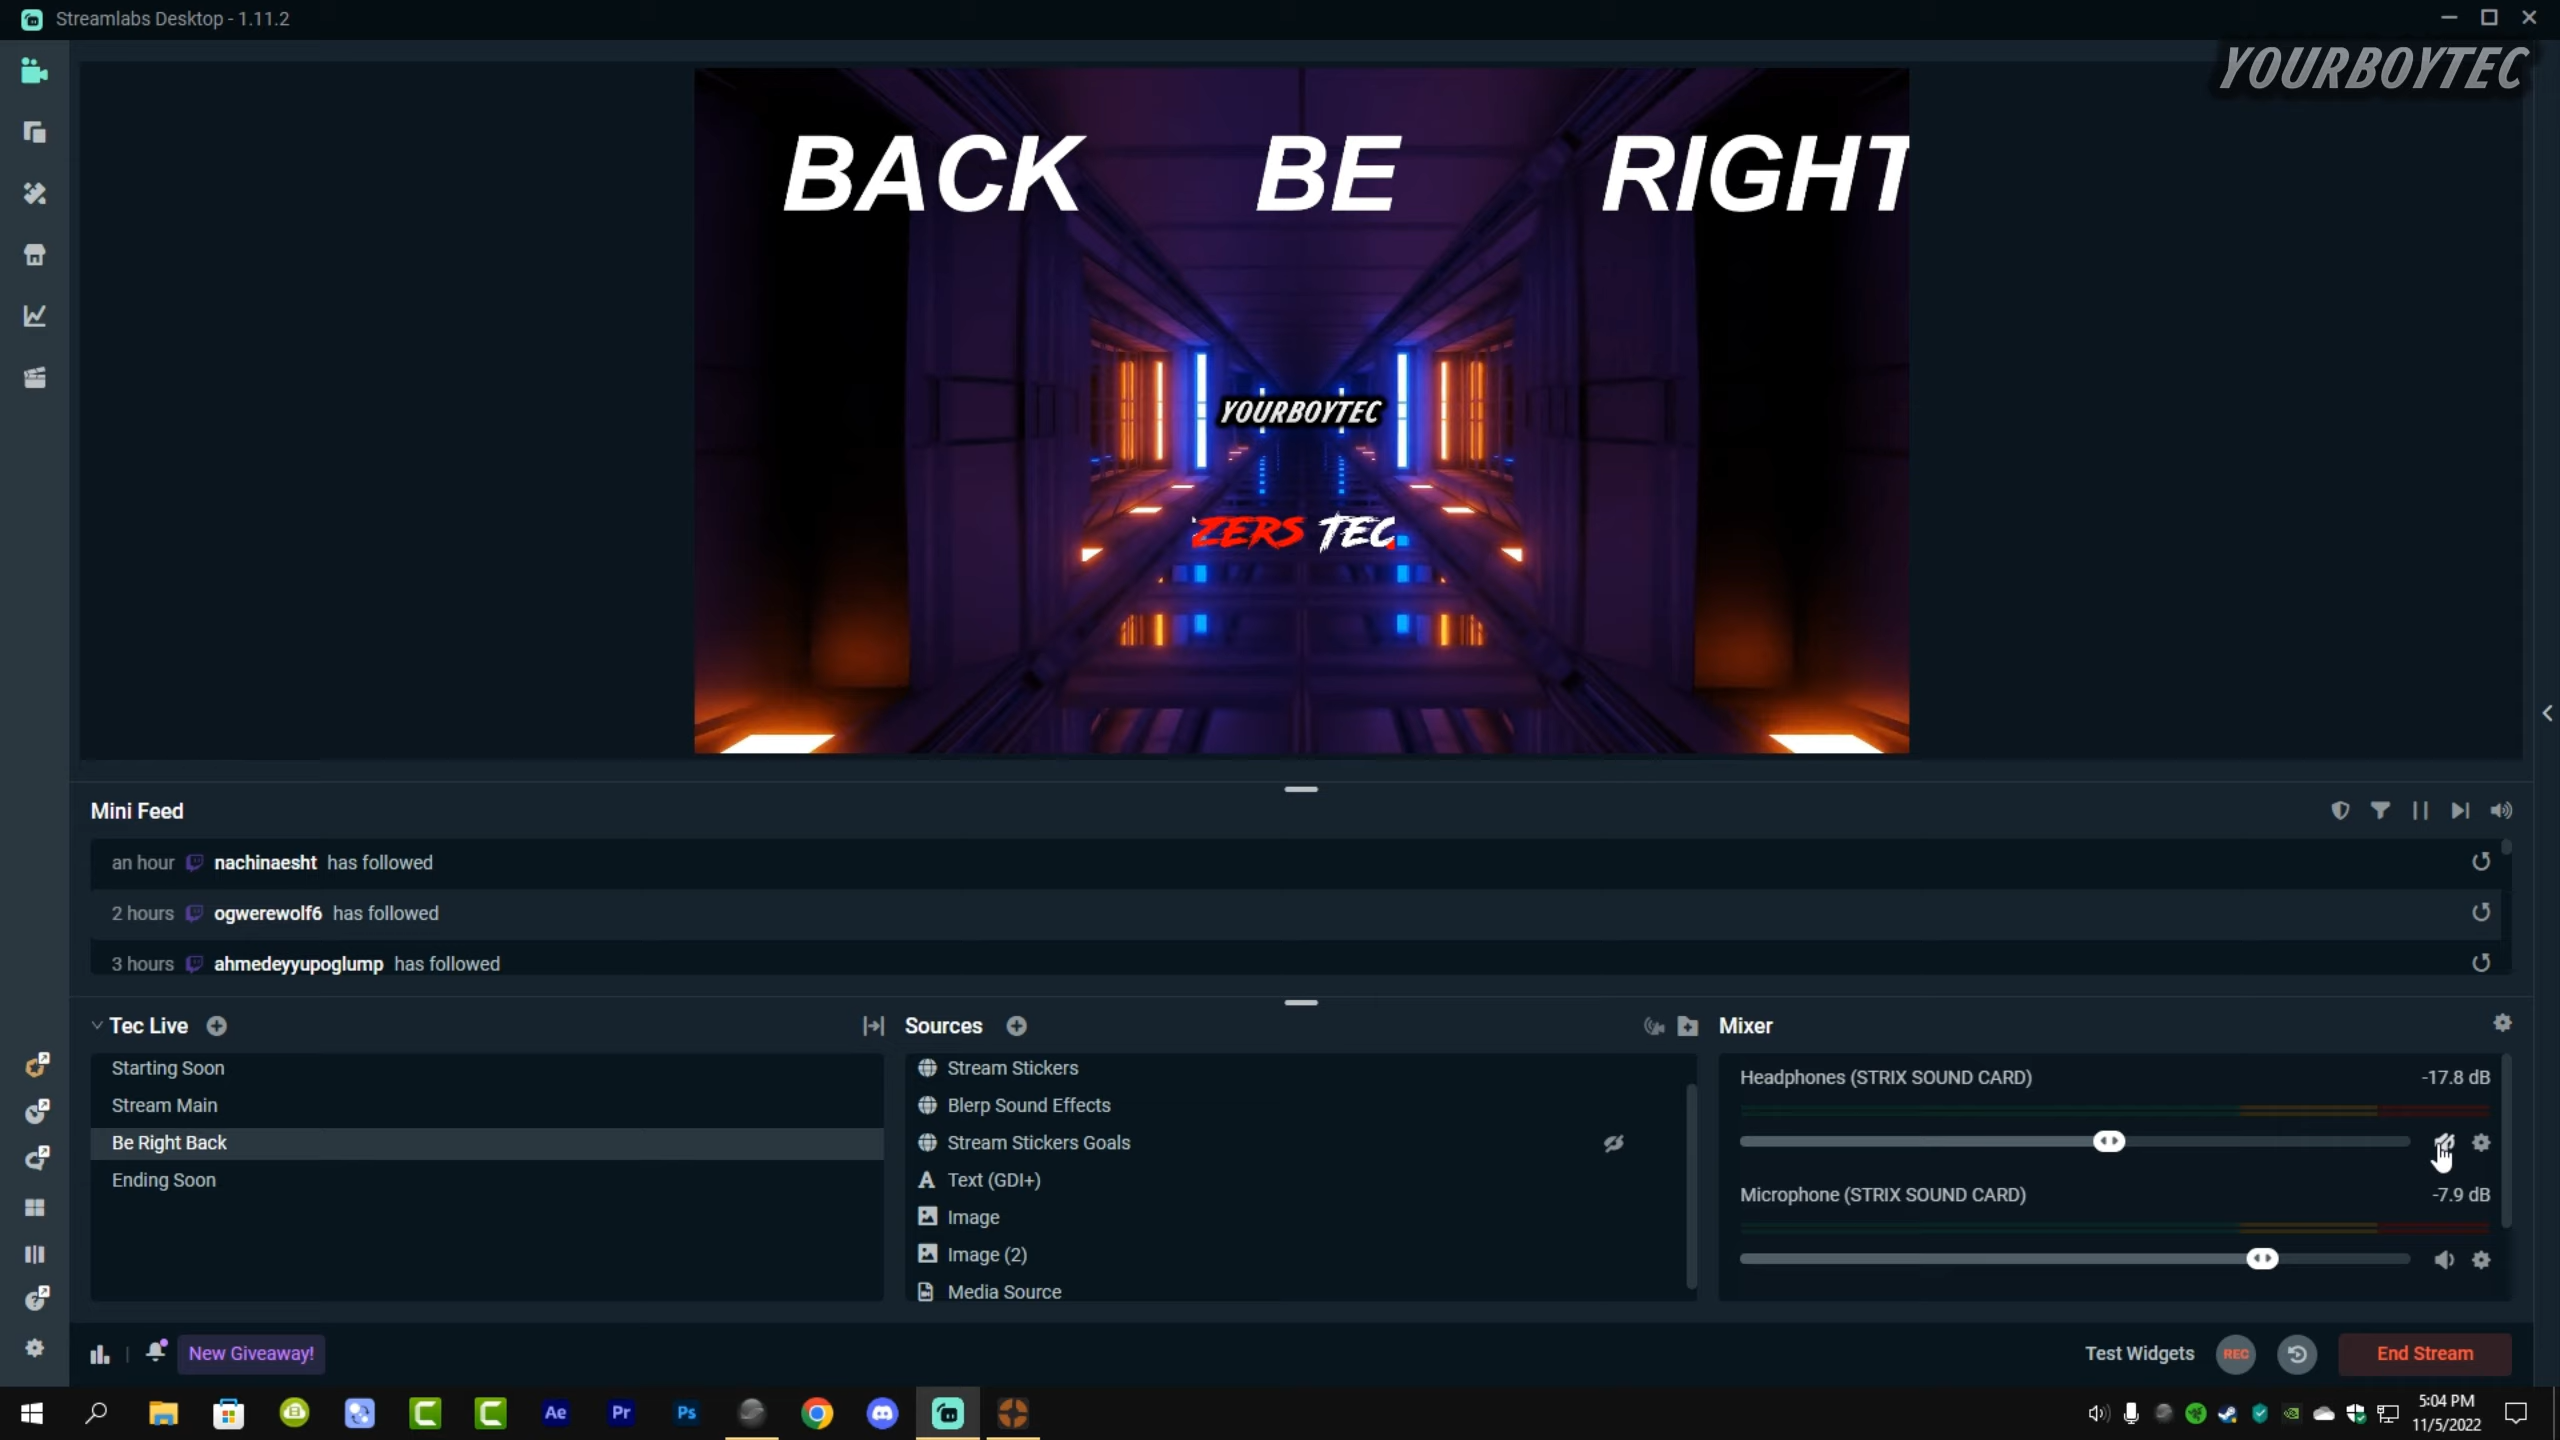 Streamlabs Desktop - 1.11.2
YOURBOYTEC
BACK BE RIGHT
YOURBOYTEC
ZERS TEC
Mini Feed
an hour nachinaesht has followed
2 hours ogwerewolf6 has followed
3 hours ahmedeyyupoglump has followed
Tec Live
Starting Soon
Stream Main
Be Right Back
Ending Soon
Sources
Stream Stickers
Blerp Sound Effects
Stream Stickers Goals
Text (GDI+)
Image
Image (2)
Media Source
Mixer
Headphones (STRIX SOUND CARD) -17.8 dB
Microphone (STRIX SOUND CARD) -7.9 dB
New Giveaway!
Test Widgets
REC
End Stream
Ae
Pr
Ps
5:04 PM
11/5/2022